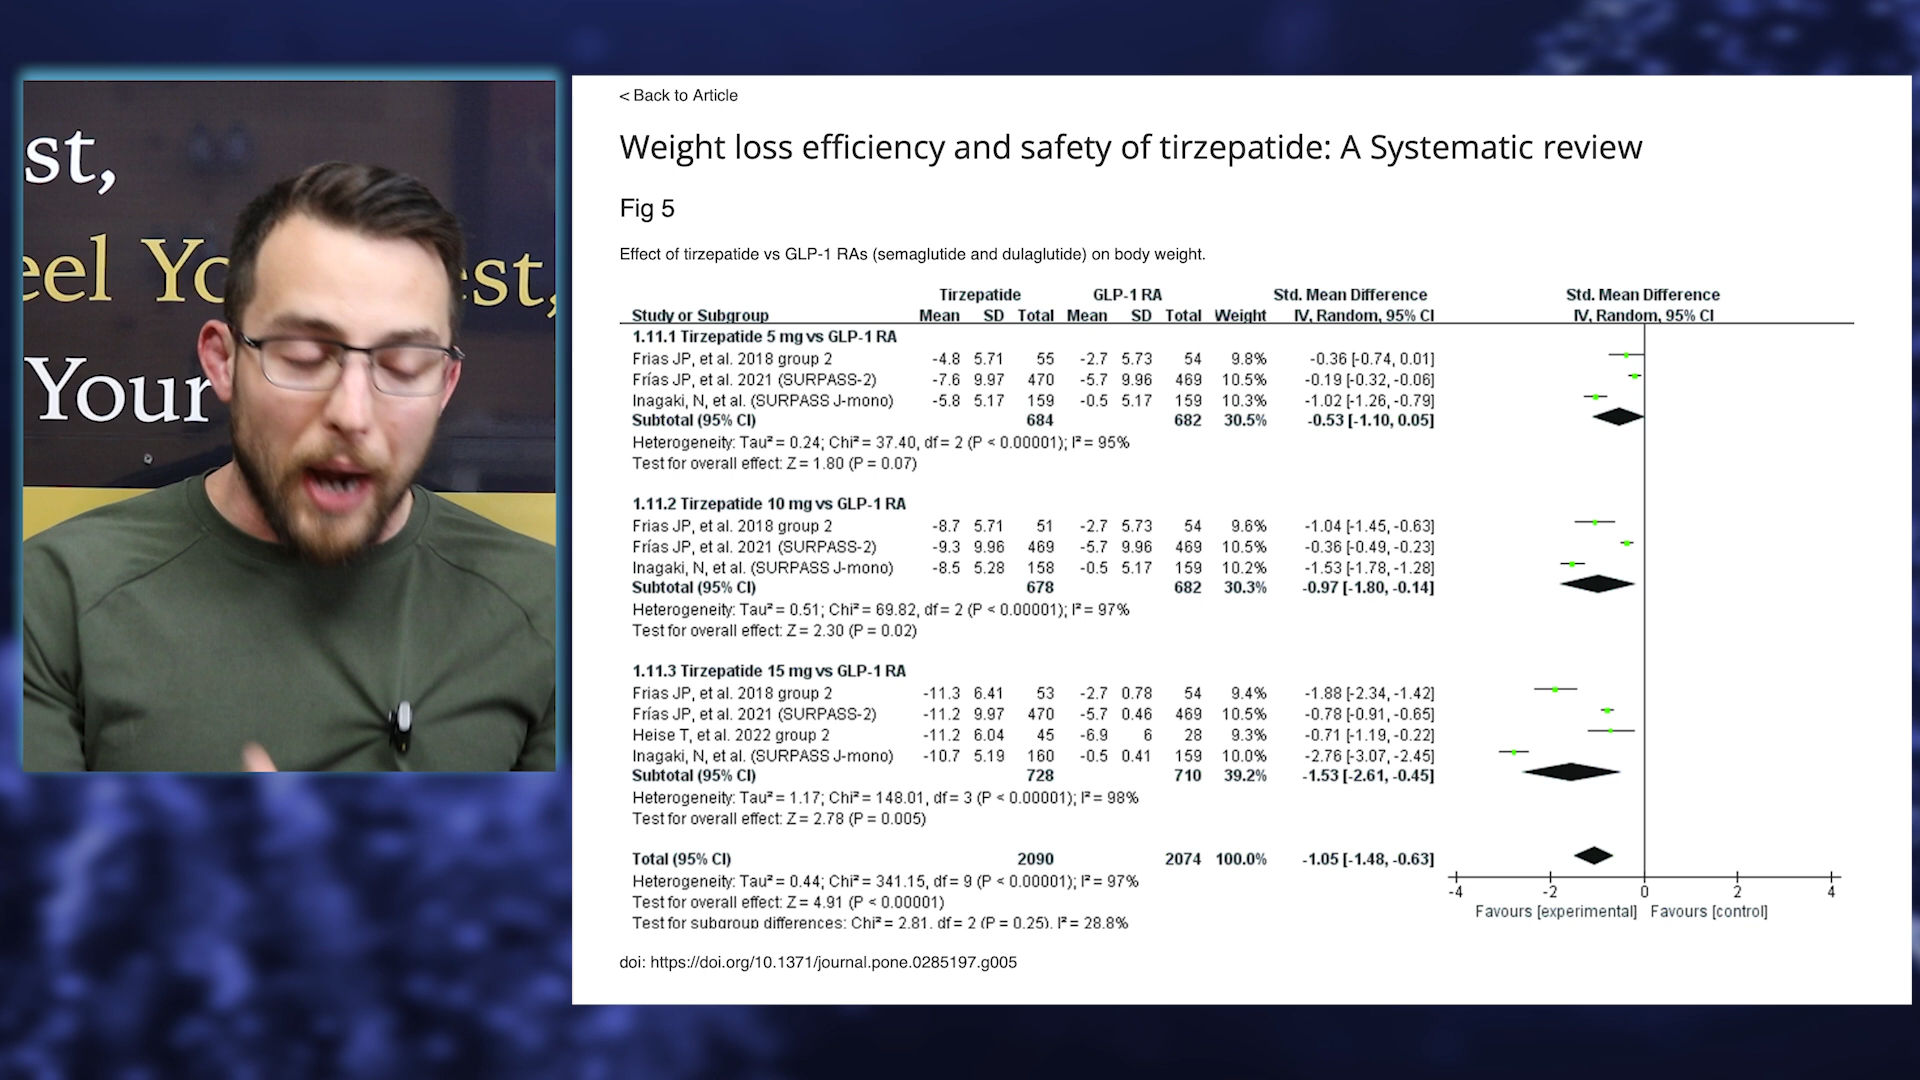 st,
eel Yo est,
Your
< Back to Article
Weight loss efficiency and safety of tirzepatide: A Systematic review
Fig 5
Effect of tirzepatide vs GLP-1 RAs (semaglutide and dulaglutide) on body weight.
Tirzepatide GLP-1 RA Std. Mean Difference Std. Mean Difference
Study or Subgroup Mean SD Total Mean SD Total Weight IV, Random, 95% CI IV, Random, 95% CI
1.11.1 Tirzepatide 5 mg vs GLP-1 RA
Frias JP, et al. 2018 group 2 -4.8 5.71 55 -2.7 5.73 54 9.8% -0.36 [-0.74, 0.01]
Frías JP, et al. 2021 (SURPASS-2) -7.6 9.97 470 -5.7 9.96 469 10.5% -0.19 [-0.32, -0.06]
Inagaki, N, et al. (SURPASS J-mono) -5.8 5.17 159 -0.5 5.17 159 10.3% -1.02 [-1.26, -0.79]
Subtotal (95% CI) 684 682 30.5% -0.53 [-1.10, 0.05]
Heterogeneity: Tau² = 0.24; Chi² = 37.40, df = 2 (P < 0.00001); I² = 95%
Test for overall effect: Z = 1.80 (P = 0.07)
1.11.2 Tirzepatide 10 mg vs GLP-1 RA
Frias JP, et al. 2018 group 2 -8.7 5.71 51 -2.7 5.73 54 9.6% -1.04 [-1.45, -0.63]
Frías JP, et al. 2021 (SURPASS-2) -9.3 9.96 469 -5.7 9.96 469 10.5% -0.36 [-0.49, -0.23]
Inagaki, N, et al. (SURPASS J-mono) -8.5 5.28 158 -0.5 5.17 159 10.2% -1.53 [-1.78, -1.28]
Subtotal (95% CI) 678 682 30.3% -0.97 [-1.80, -0.14]
Heterogeneity: Tau² = 0.51; Chi² = 69.82, df = 2 (P < 0.00001); I² = 97%
Test for overall effect: Z = 2.30 (P = 0.02)
1.11.3 Tirzepatide 15 mg vs GLP-1 RA
Frias JP, et al. 2018 group 2 -11.3 6.41 53 -2.7 0.78 54 9.4% -1.88 [-2.34, -1.42]
Frías JP, et al. 2021 (SURPASS-2) -11.2 9.97 470 -5.7 0.46 469 10.5% -0.78 [-0.91, -0.65]
Heise T, et al. 2022 group 2 -11.2 6.04 45 -6.9 6 28 9.3% -0.71 [-1.19, -0.22]
Inagaki, N, et al. (SURPASS J-mono) -10.7 5.19 160 -0.5 0.41 159 10.0% -2.76 [-3.07, -2.45]
Subtotal (95% CI) 728 710 39.2% -1.53 [-2.61, -0.45]
Heterogeneity: Tau² = 1.17; Chi² = 148.01, df = 3 (P < 0.00001); I² = 98%
Test for overall effect: Z = 2.78 (P = 0.005)
Total (95% CI) 2090 2074 100.0% -1.05 [-1.48, -0.63]
Heterogeneity: Tau² = 0.44; Chi² = 341.15, df = 9 (P < 0.00001); I² = 97%
Test for overall effect: Z = 4.91 (P < 0.00001)
Test for subgroup differences: Chi² = 2.81, df = 2 (P = 0.25), I² = 28.8%
-4 -2 0 2 4
Favours [experimental] Favours [control]
doi: https://doi.org/10.1371/journal.pone.0285197.g005